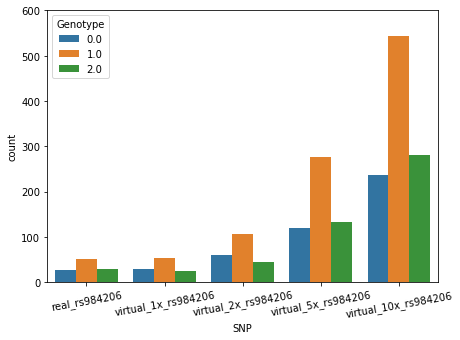 600
500
400
300
200
100
0
count
Genotype
0.0
1.0
2.0
real_rs984206
virtual_1x_rs984206
virtual_2x_rs984206
virtual_5x_rs984206
virtual_10x_rs984206
SNP